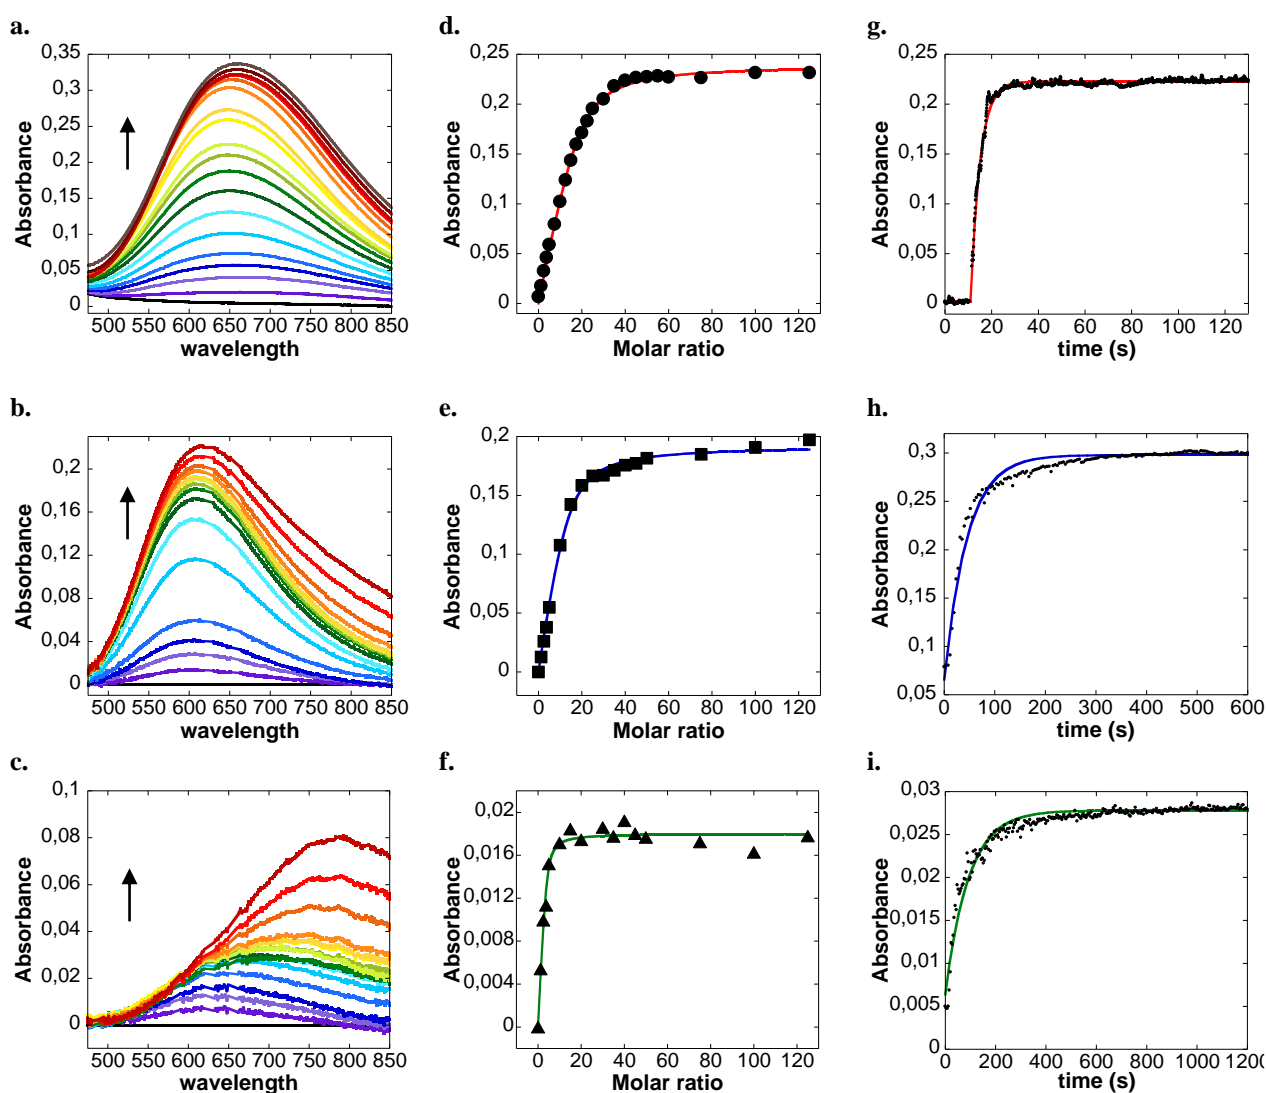 a.
0,35
0,3
0,35
0,2
0,15
0,1
0,05
0
Absorbance
500 550 600 650 700 750 800 850
wavelength
d.
0,25
0,2
0,15
0,1
0,05
0
Absorbance
0 20 40 60 80 100 120
Molar ratio
g.
0,25
0,2
0,15
0,1
0,05
0
Absorbance
0 20 40 60 80 100 120
time (s)
b.
0,2
0,16
0,12
0,08
0,04
0
Absorbance
500 550 600 650 700 750 800 850
wavelength
e.
0,2
0,15
0,1
0,05
0
Absorbance
0 20 40 60 80 100 120
Molar ratio
h.
0,3
0,25
0,2
0,15
0,1
0,05
Absorbance
0 100 200 300 400 500 600
time (s)
c.
0,1
0,08
0,06
0,04
0,02
0
Absorbance
500 550 600 650 700 750 800 850
wavelength
f.
0,02
0,016
0,012
0,008
0,004
0
Absorbance
0 20 40 60 80 100 120
Molar ratio
i.
0,03
0,025
0,02
0,015
0,01
0,005
0
Absorbance
0 200 400 600 800 1000 1200
time (s)